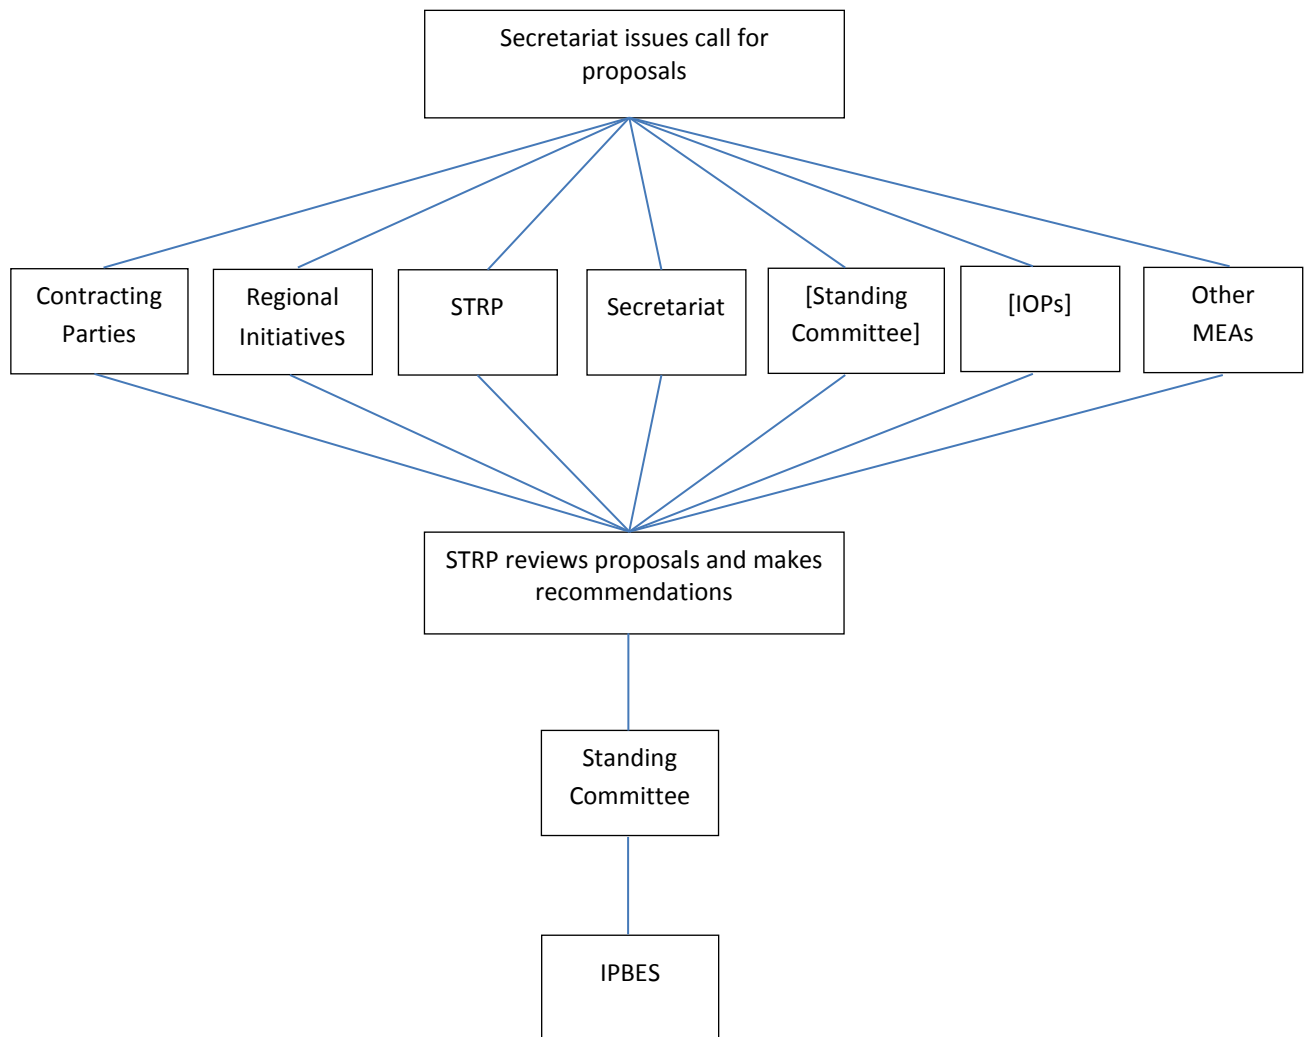 Secretariat issues call for
proposals
Contracting
Parties
Regional
Initiatives
STRP
Secretariat
[Standing
Committee]
[IOPs]
Other
MEAs
STRP reviews proposals and makes
recommendations
Standing
Committee
IPBES